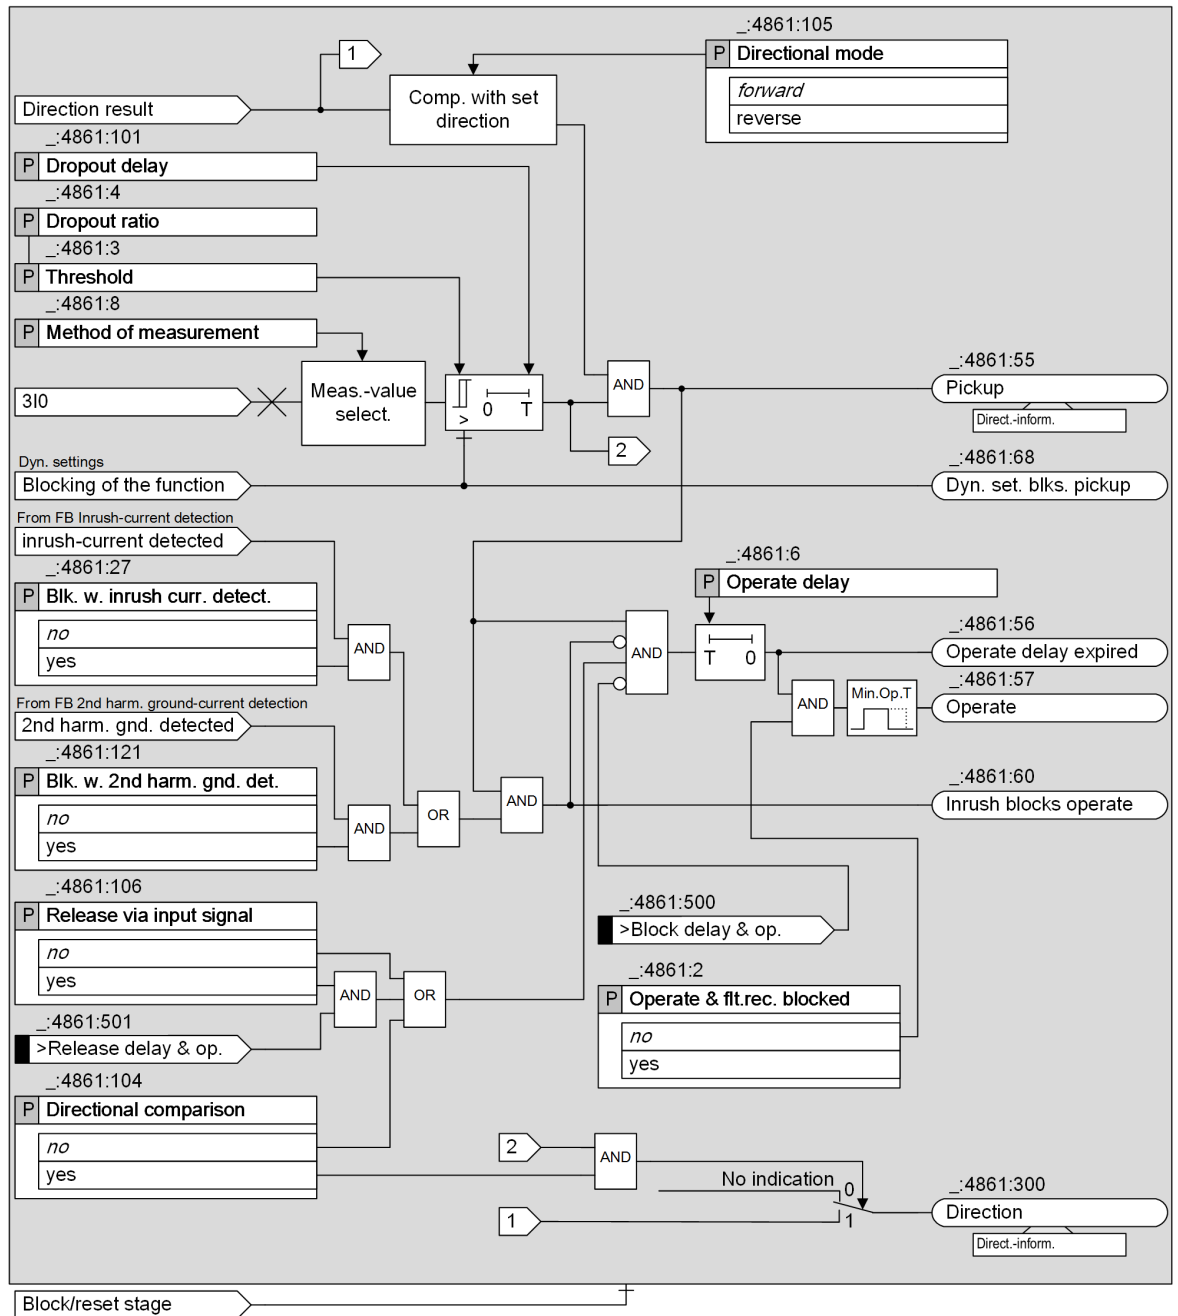 _:4861:105
1
P Directional mode
forward
reverse
Comp. with set
direction
Direction result
_:4861:101
P Dropout delay
_:4861:4
P Dropout ratio
_:4861:3
P Threshold
_:4861:8
P Method of measurement
3I0
Meas.-value
select.
> 0 T
AND
2
_:4861:55
Pickup
Direct.-inform.
Dyn. settings
Blocking of the function
_:4861:68
Dyn. set. blks. pickup
From FB Inrush-current detection
inrush-current detected
_:4861:27
P Blk. w. inrush curr. detect.
no
yes
AND
_:4861:6
P Operate delay
AND
T 0
_:4861:56
Operate delay expired
_:4861:57
AND
Min.Op.T
Operate
From FB 2nd harm. ground-current detection
2nd harm. gnd. detected
_:4861:121
P Blk. w. 2nd harm. gnd. det.
no
yes
AND
OR
AND
_:4861:60
Inrush blocks operate
_:4861:106
P Release via input signal
no
yes
AND
OR
_:4861:501
>Release delay & op.
_:4861:500
>Block delay & op.
_:4861:2
P Operate & flt.rec. blocked
no
yes
_:4861:104
P Directional comparison
no
yes
2
AND
No indication
0
1
1
_:4861:300
Direction
Direct.-inform.
Block/reset stage